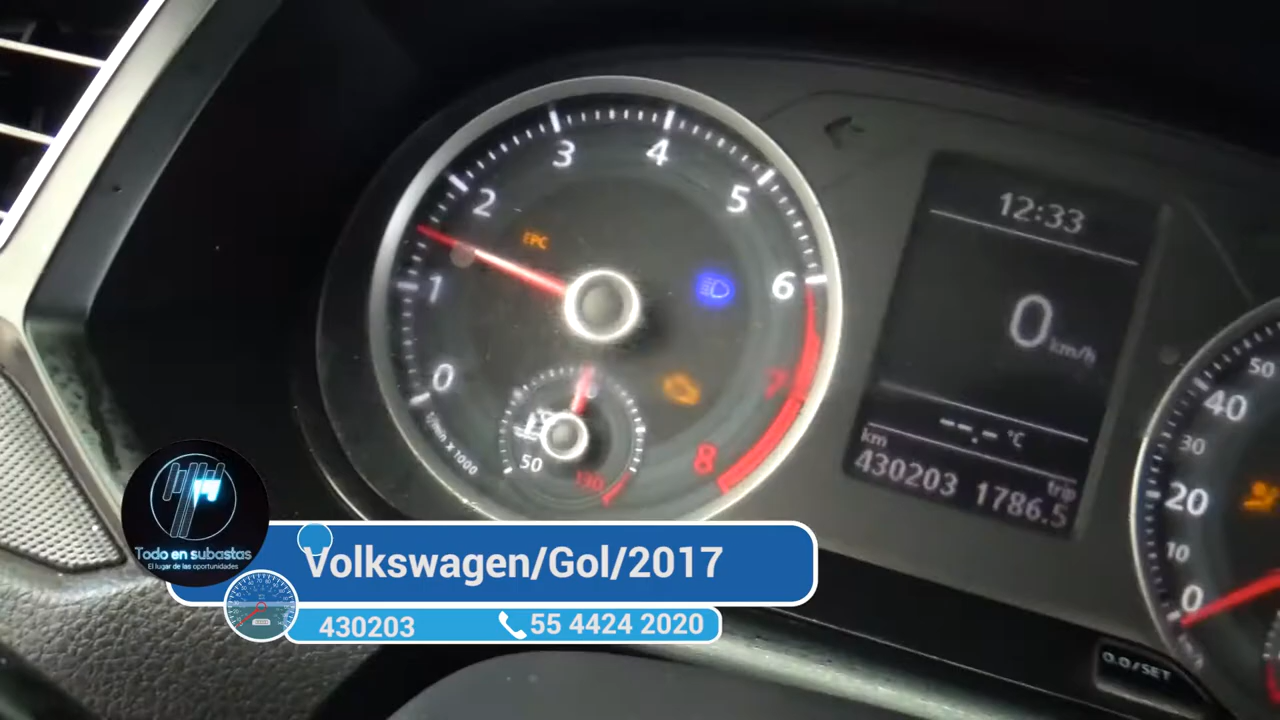 3
4
2
5
EPC
1
6
0
7
8
1/min x 1000
50
130
12:33
0 km/h
--.- °C
km
trip
430203 1786.5
50
40
30
20
10
0
0.0/SET
Todo en subastas
El lugar de las oportunidades
Volkswagen/Gol/2017
430203
55 4424 2020